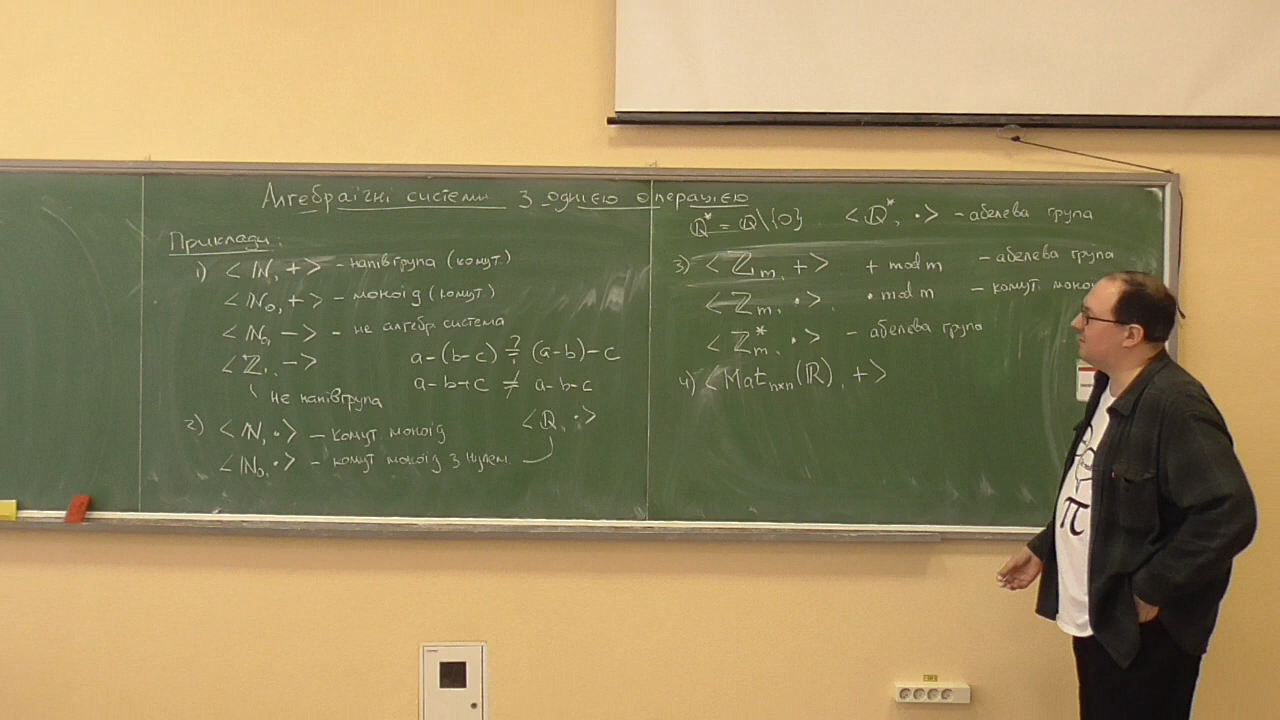 Алгебраїчні системи з однією операцією
Приклади:
1) <ℕ, +> – напівгрупа (комут)
<ℕ₀, +> – моноїд (комут)
<ℕ₀, –> – не алгебр система
<ℤ, –> a-(b-c) ≟ (a-b)-c
a-b+c ≠ a-b-c
не напівгрупа
2) <ℕ, •> – комут моноїд <ℚ, •>
<ℕ₀, •> – комут моноїд з нулем
ℚ* = ℚ\{0} <ℚ*, •> – абелева група
3) <ℤₘ, +> + mod m – абелева група
<ℤₘ, •>, • mod m – комут.
<ℤ*ₘ, •> – абелева група
4) <Matₙₓₙ(ℝ), +>
π